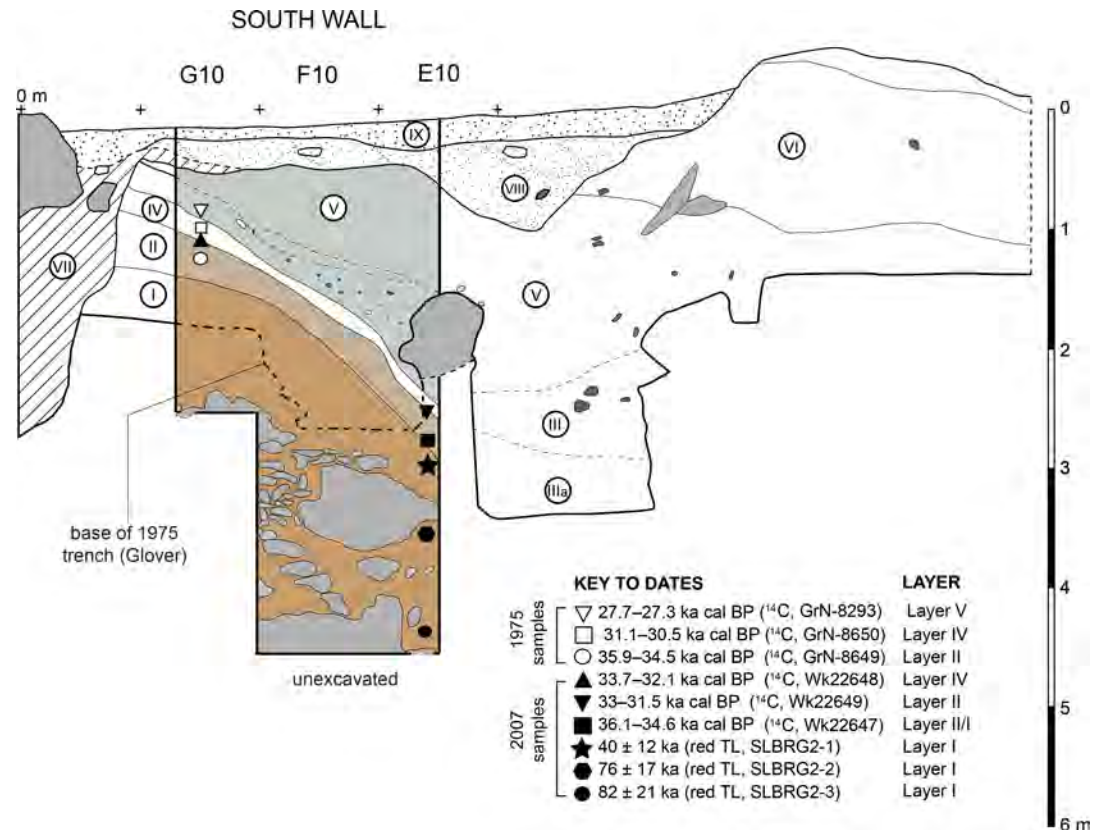 SOUTH WALL
G10 F10 E10
0 m
IX
VI
VIII
IV
V
II
VII
I
V
III
IIIa
0
1
2
3
4
5
6 m
base of 1975
trench (Glover)
unexcavated
KEY TO DATES LAYER
1975
samples
27.7–27.3 ka cal BP (¹⁴C, GrN-8293) Layer V
31.1–30.5 ka cal BP (¹⁴C, GrN-8650) Layer IV
35.9–34.5 ka cal BP (¹⁴C, GrN-8649) Layer II
2007
samples
33.7–32.1 ka cal BP (¹⁴C, Wk22648) Layer IV
33–31.5 ka cal BP (¹⁴C, Wk22649) Layer II
36.1–34.6 ka cal BP (¹⁴C, Wk22647) Layer II/I
40 ± 12 ka (red TL, SLBRG2-1) Layer I
76 ± 17 ka (red TL, SLBRG2-2) Layer I
82 ± 21 ka (red TL, SLBRG2-3) Layer I